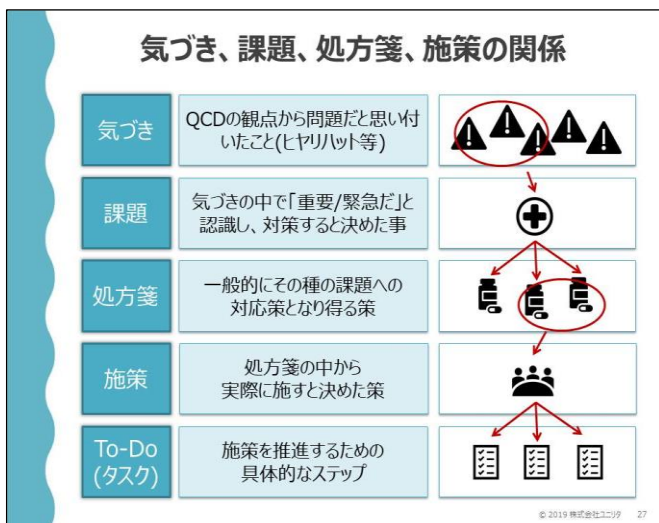 気づき、課題、処方箋、施策の関係
気づき
QCDの観点から問題だと思い付
いたこと(ヒヤリハット等)
課題
気づきの中で「重要/緊急だ」と
認識し、対策すると決めた事
処方箋
一般的にその種の課題への
対応策となり得る策
施策
処方箋の中から
実際に施すと決めた策
To-Do
(タスク)
施策を推進するための
具体的なステップ
© 2019 株式会社ユニリタ 27